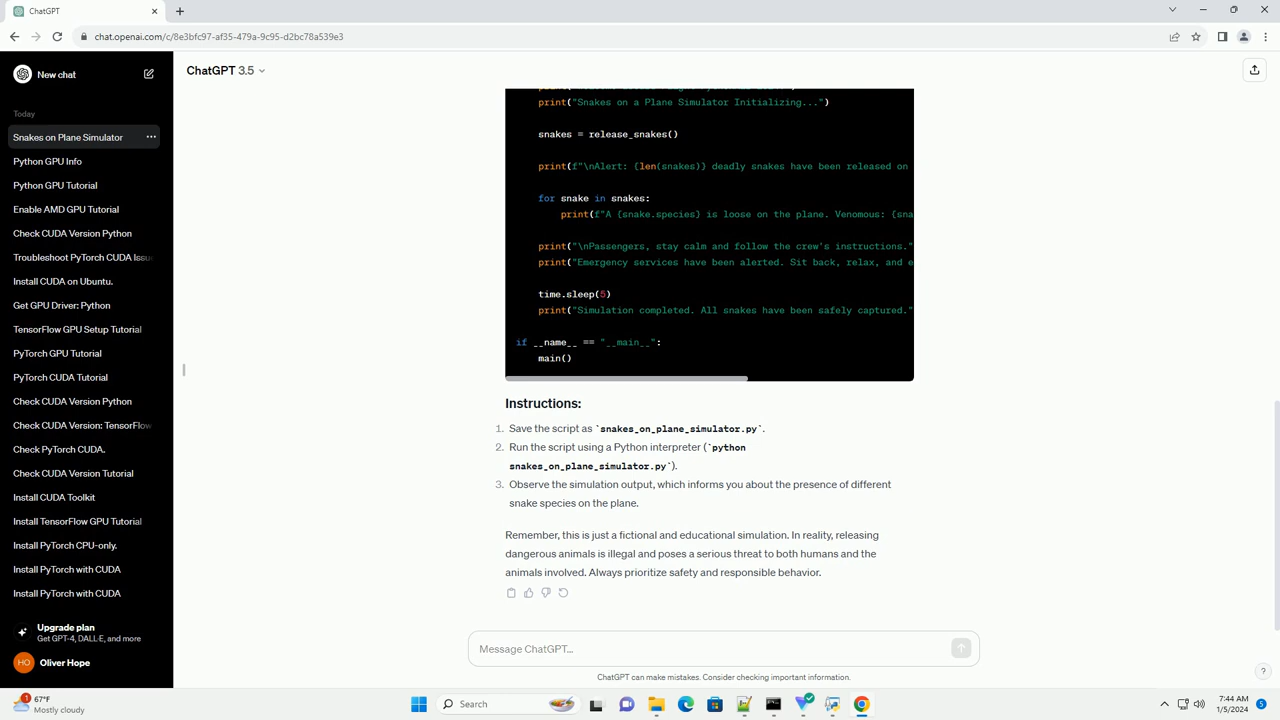 ChatGPT
chat.openai.com/c/8e3bfc97-af35-479a-9c95-d2bc78a539e3
New chat
Today
Snakes on Plane Simulator
Python GPU Info
Python GPU Tutorial
Enable AMD GPU Tutorial
Check CUDA Version Python
Troubleshoot PyTorch CUDA Issu
Install CUDA on Ubuntu.
Get GPU Driver: Python
TensorFlow GPU Setup Tutorial
PyTorch GPU Tutorial
PyTorch CUDA Tutorial
Check CUDA Version Python
Check CUDA Version: TensorFlow
Check PyTorch CUDA.
Check CUDA Version Tutorial
Install CUDA Toolkit
Install TensorFlow GPU Tutorial
Install PyTorch CPU-only.
Install PyTorch with CUDA
Install PyTorch with CUDA
Upgrade plan
Get GPT-4, DALL·E, and more
HO Oliver Hope
ChatGPT 3.5
print("Snakes on a Plane Simulator Initializing...")
snakes = release_snakes()
print(f"\nAlert: {len(snakes)} deadly snakes have been released on
for snake in snakes:
print(f"A {snake.species} is loose on the plane. Venomous: {sna
print("\nPassengers, stay calm and follow the crew's instructions."
print("Emergency services have been alerted. Sit back, relax, and e
time.sleep(5)
print("Simulation completed. All snakes have been safely captured."
if __name__ == "__main__":
main()
Instructions:
1. Save the script as `snakes_on_plane_simulator.py`.
2. Run the script using a Python interpreter (`python
snakes_on_plane_simulator.py`).
3. Observe the simulation output, which informs you about the presence of different
snake species on the plane.
Remember, this is just a fictional and educational simulation. In reality, releasing
dangerous animals is illegal and poses a serious threat to both humans and the
animals involved. Always prioritize safety and responsible behavior.
Message ChatGPT...
ChatGPT can make mistakes. Consider checking important information.
?
1
67°F
Mostly cloudy
Search
7:44 AM
1/5/2024
5